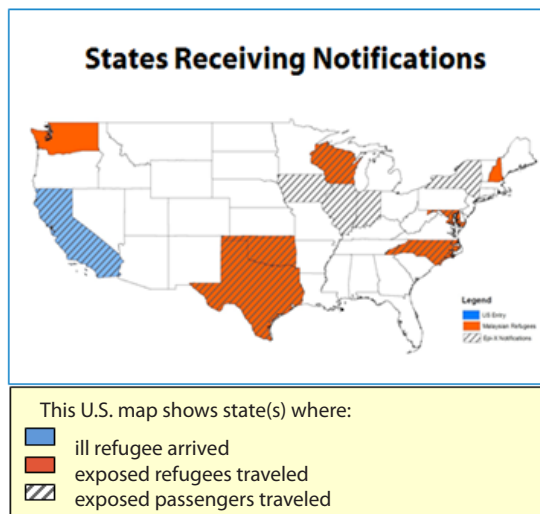 States Receiving Notifications
Legend
US Entry
Malaysian Refugees
Epi-X Notifications
This U.S. map shows state(s) where:
ill refugee arrived
exposed refugees traveled
exposed passengers traveled